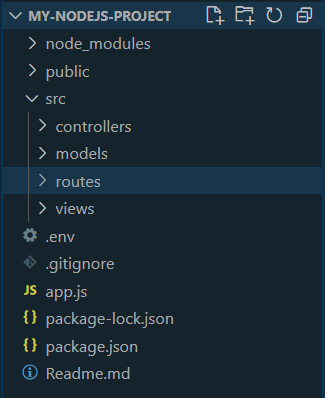 MY-NODEJS-PROJECT
node_modules
public
src
controllers
models
routes
views
.env
.gitignore
JS app.js
{} package-lock.json
{} package.json
Readme.md